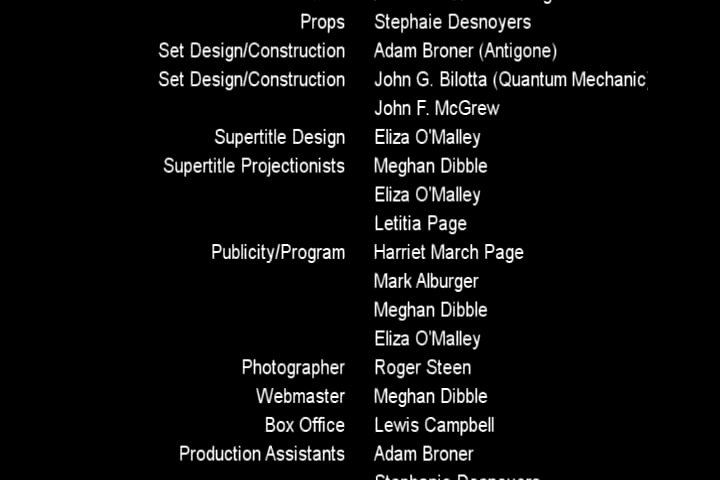 Props Stephaie Desnoyers
Set Design/Construction Adam Broner (Antigone)
Set Design/Construction John G. Bilotta (Quantum Mechanic
John F. McGrew
Supertitle Design Eliza O'Malley
Supertitle Projectionists Meghan Dibble
Eliza O'Malley
Letitia Page
Publicity/Program Harriet March Page
Mark Alburger
Meghan Dibble
Eliza O'Malley
Photographer Roger Steen
Webmaster Meghan Dibble
Box Office Lewis Campbell
Production Assistants Adam Broner